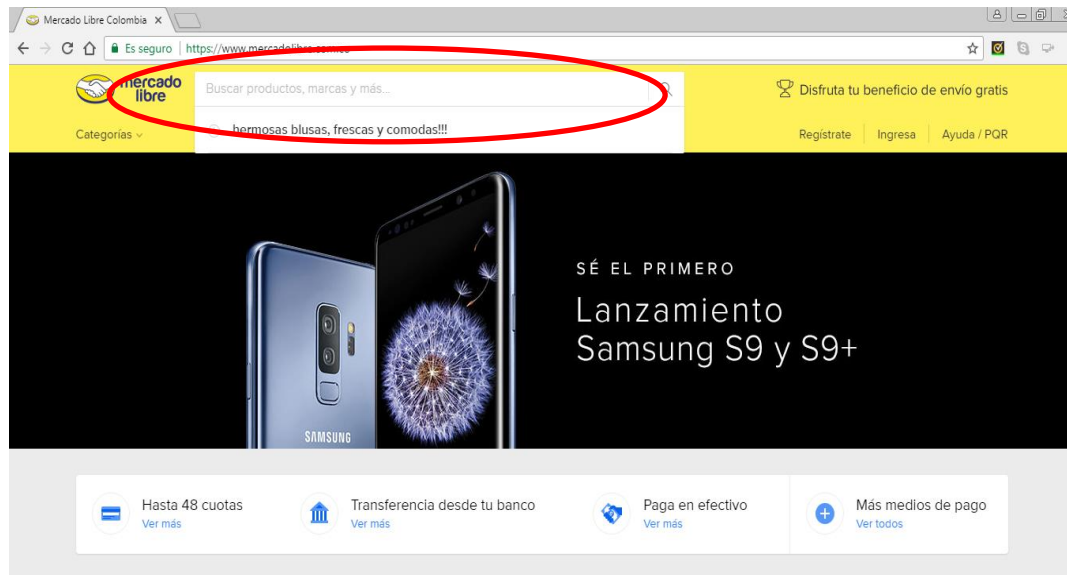 Mercado Libre Colombia
Es seguro
https://www.mercadolibre.com.co
mercado
libre
Buscar productos, marcas y más...
Disfruta tu beneficio de envío gratis
Categorías
hermosas blusas, frescas y comodas!!!
Regístrate
Ingresa
Ayuda / PQR
SÉ EL PRIMERO
Lanzamiento
Samsung S9 y S9+
SAMSUNG
Hasta 48 cuotas
Ver más
Transferencia desde tu banco
Ver más
Paga en efectivo
Ver más
Más medios de pago
Ver todos